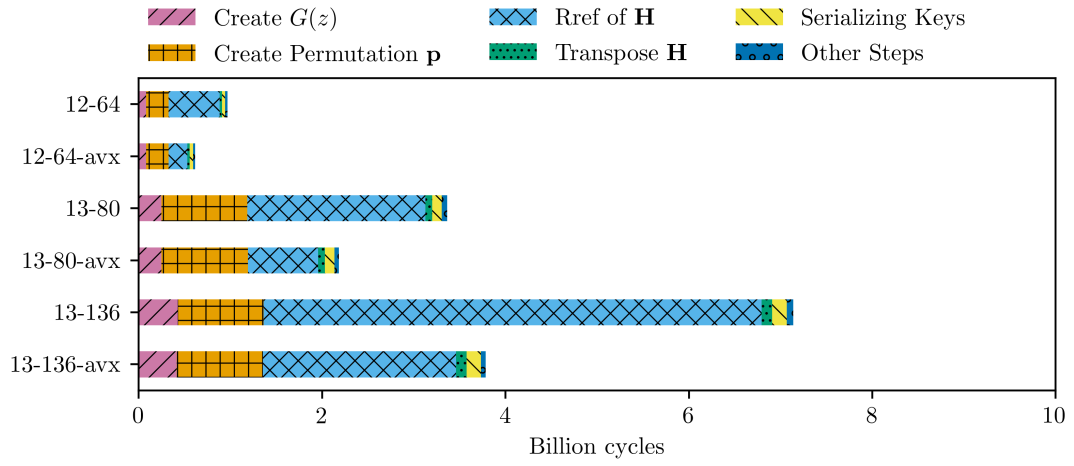 Create G(z)
Rref of H
Serializing Keys
Create Permutation p
Transpose H
Other Steps
12-64
12-64-avx
13-80
13-80-avx
13-136
13-136-avx
0 2 4 6 8 10
Billion cycles